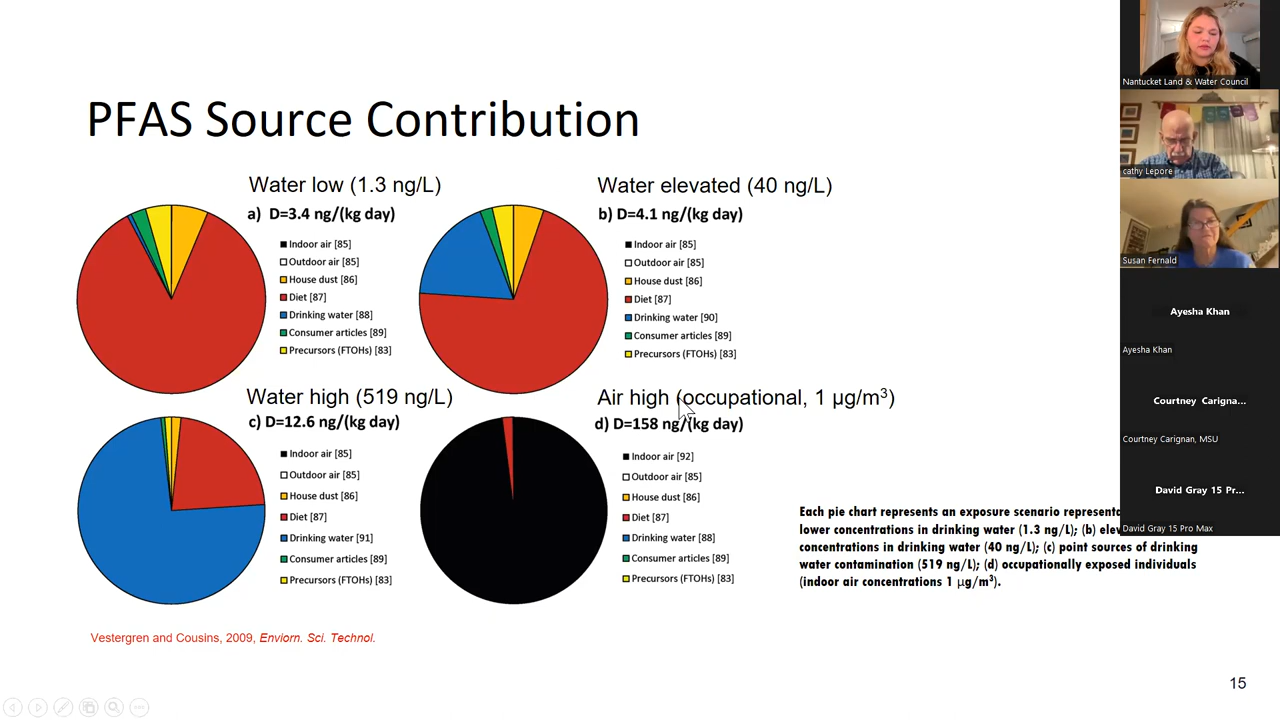 PFAS Source Contribution
Water low (1.3 ng/L)
a) D=3.4 ng/(kg day)
Indoor air [85]
Outdoor air [85]
House dust [86]
Diet [87]
Drinking water [88]
Consumer articles [89]
Precursors (FTOHs) [83]
Water elevated (40 ng/L)
b) D=4.1 ng/(kg day)
Indoor air [85]
Outdoor air [85]
House dust [86]
Diet [87]
Drinking water [90]
Consumer articles [89]
Precursors (FTOHs) [83]
Water high (519 ng/L)
c) D=12.6 ng/(kg day)
Indoor air [85]
Outdoor air [85]
House dust [86]
Diet [87]
Drinking water [91]
Consumer articles [89]
Precursors (FTOHs) [83]
Air high (occupational, 1 µg/m³)
d) D=158 ng/(kg day)
Indoor air [92]
Outdoor air [85]
House dust [86]
Diet [87]
Drinking water [88]
Consumer articles [89]
Precursors (FTOHs) [83]
Each pie chart represents an exposure scenario
lower concentrations in drinking water (1.3 ng/L); (b)
concentrations in drinking water (40 ng/L); (c) point sources of drinking
water contamination (519 ng/L); (d) occupationally exposed individuals
(indoor air concentrations 1 µg/m³).
Vestergren and Cousins, 2009, Enviorn. Sci. Technol.
15
Nantucket Land & Water Council
cathy Lepore
Susan Fernald
Ayesha Khan
Ayesha Khan
Courtney Carigna...
Courtney Carignan, MSU
David Gray 15 Pr...
David Gray 15 Pro Max